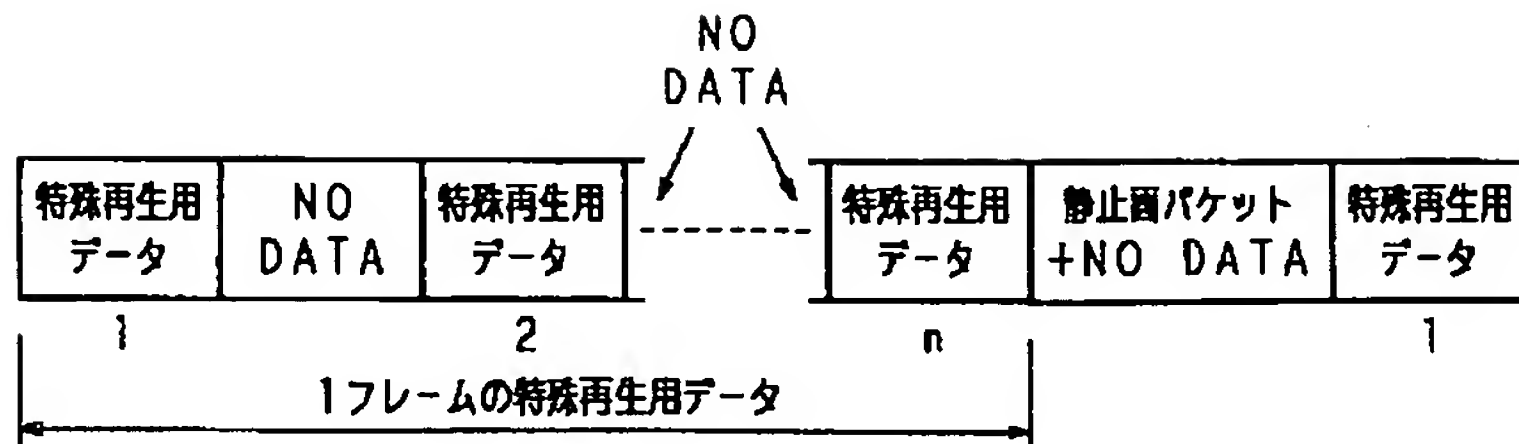 NO
DATA
特殊再生用
データ
NO
DATA
特殊再生用
データ
特殊再生用
データ
静止画パケット
+NO DATA
特殊再生用
データ
1
2
n
1
1フレームの特殊再生用データ